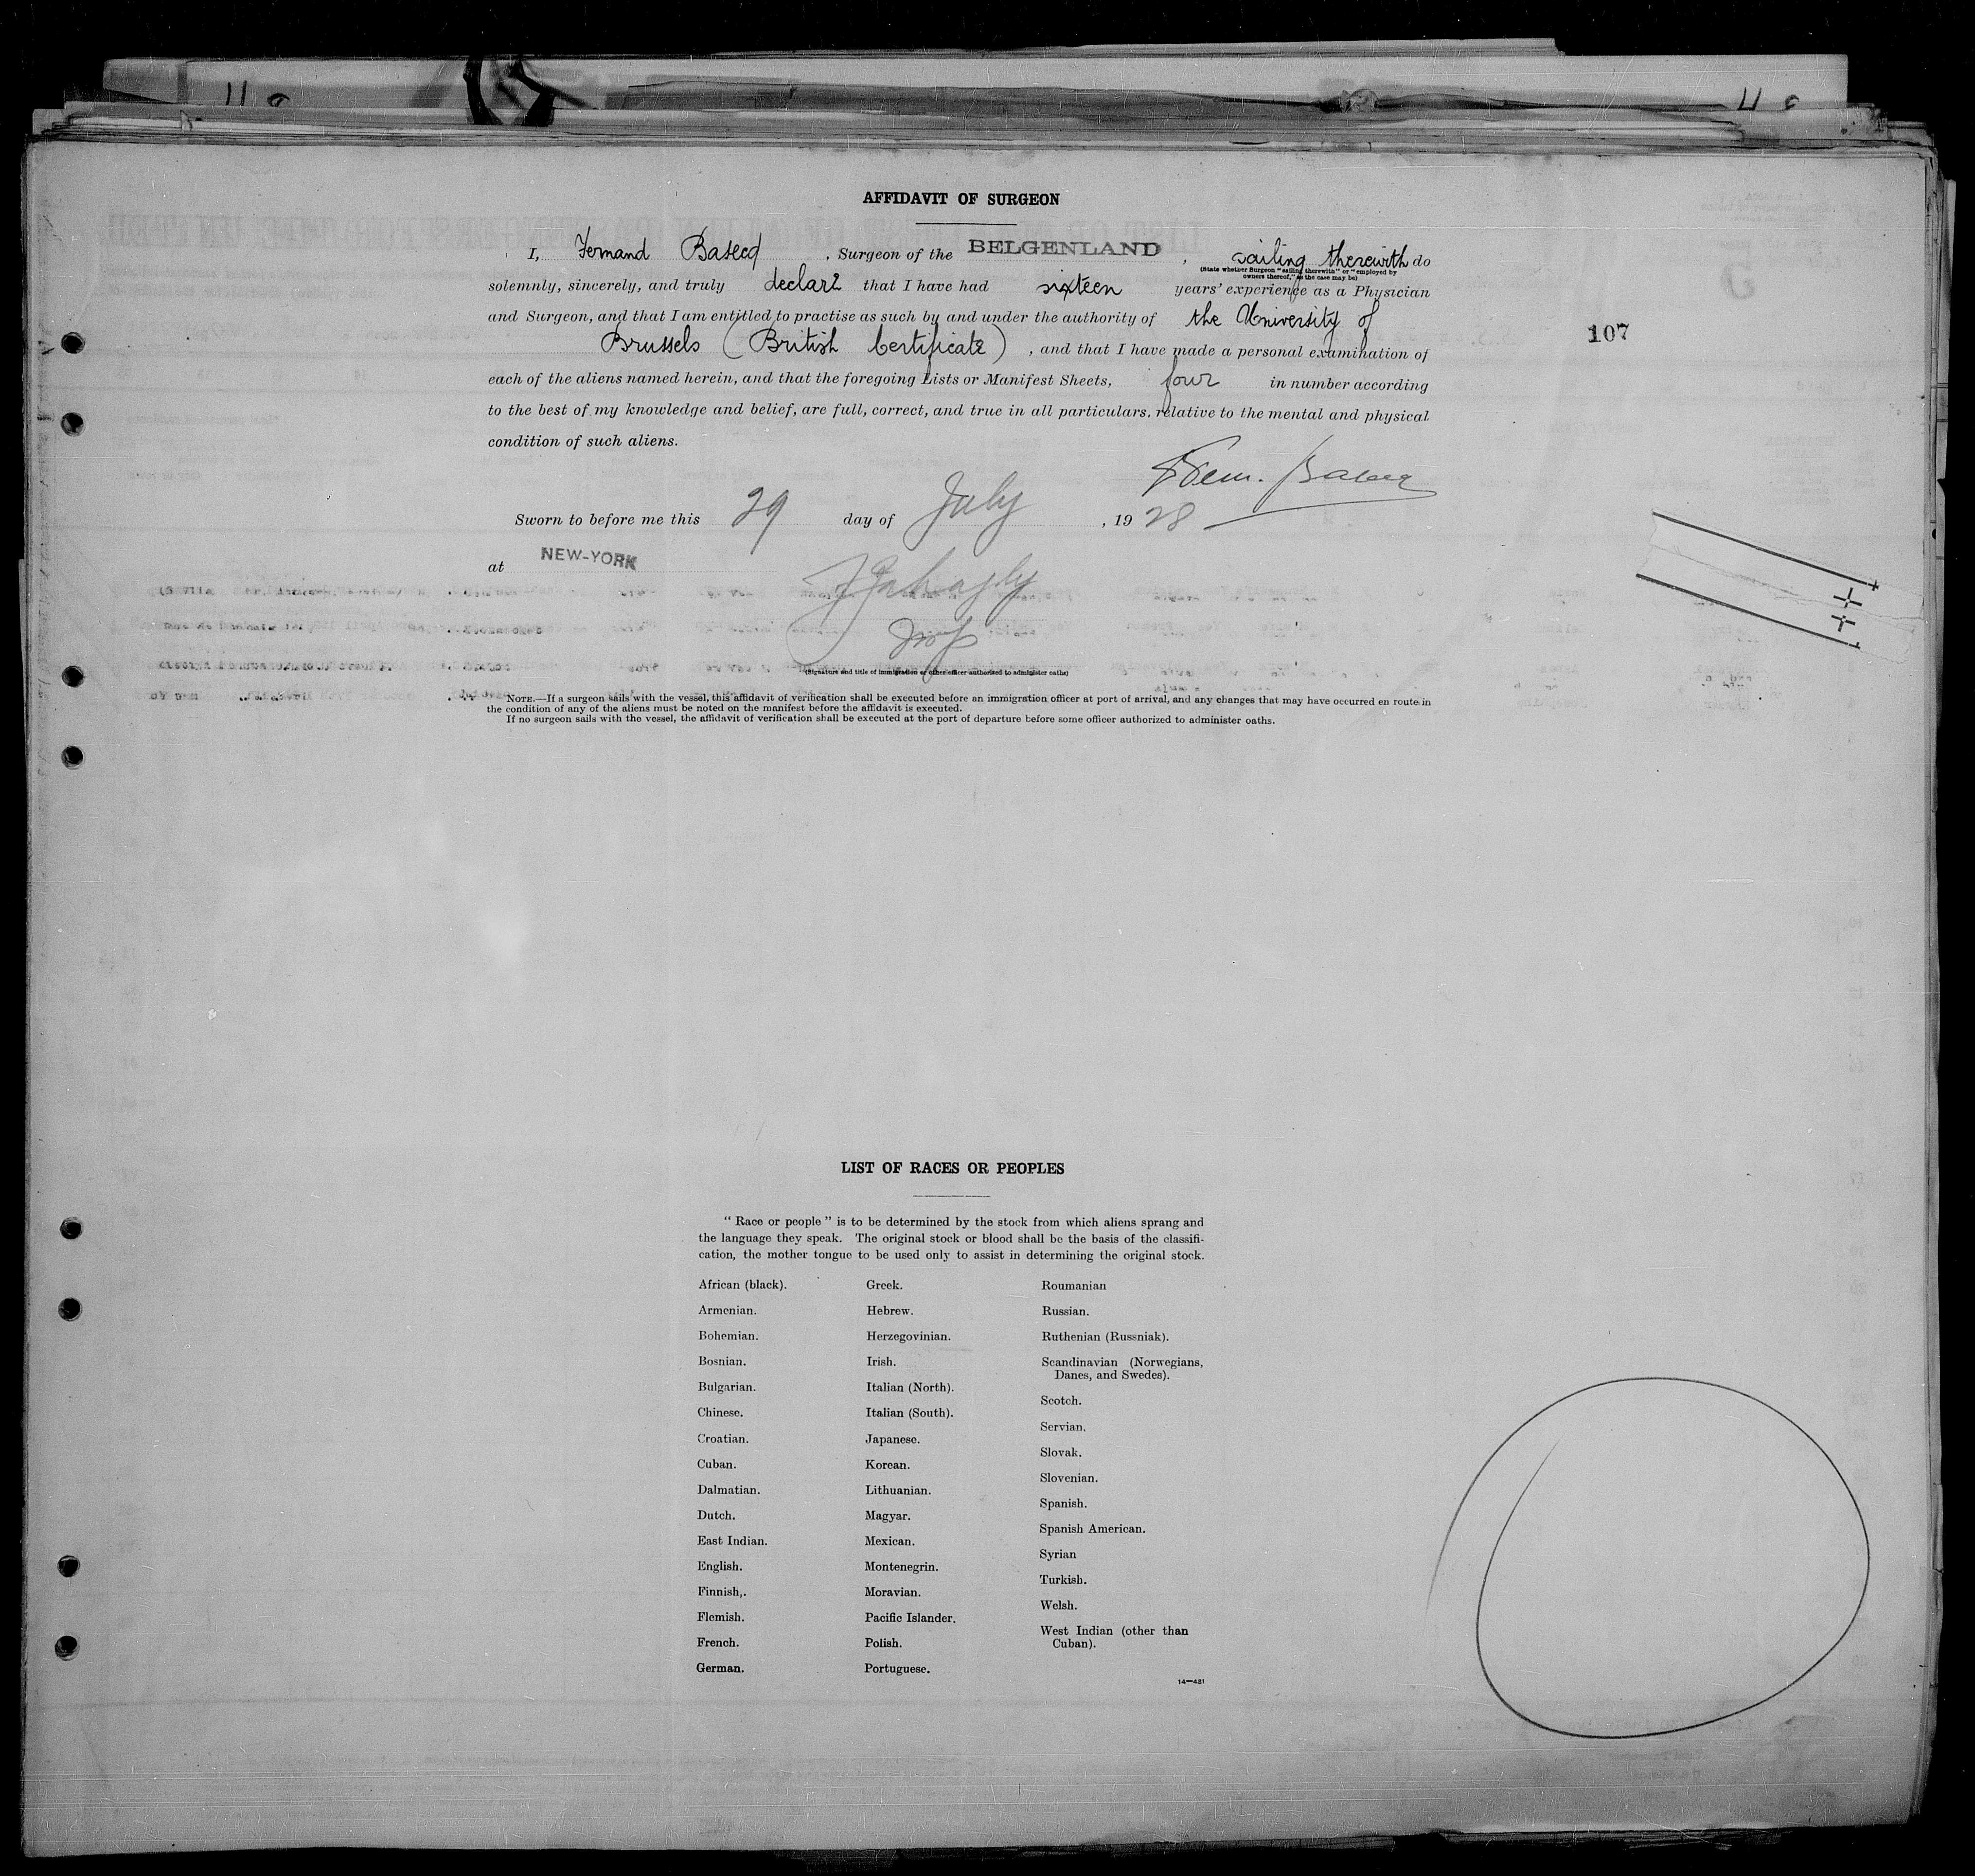 AFFIDAVIT OF SURGEON
I, Fernand Basecq, Surgeon of the BELGENLAND, sailing therewith do
(State whether Surgeon "sailing therewith" or "employed by
owners thereof," as the case may be)
solemnly, sincerely, and truly declare that I have had sixteen years' experience as a Physician
and Surgeon, and that I am entitled to practise as such by and under the authority of the University of
Brussels (British Certificate), and that I have made a personal examination of
107
each of the aliens named herein, and that the foregoing Lists or Manifest Sheets, four in number according
to the best of my knowledge and belief, are full, correct, and true in all particulars, relative to the mental and physical
condition of such aliens.
Sworn to before me this 29 day of July, 1928
at NEW-YORK
(Signature and title of immigration or other officer authorized to administer oaths)
NOTE.—If a surgeon sails with the vessel, this affidavit of verification shall be executed before an immigration officer at port of arrival, and any changes that may have occurred en route in
the condition of any of the aliens must be noted on the manifest before the affidavit is executed.
If no surgeon sails with the vessel, the affidavit of verification shall be executed at the port of departure before some officer authorized to administer oaths.
LIST OF RACES OR PEOPLES
"Race or people" is to be determined by the stock from which aliens sprang and
the language they speak. The original stock or blood shall be the basis of the classifi-
cation, the mother tongue to be used only to assist in determining the original stock.
African (black).
Armenian.
Bohemian.
Bosnian.
Bulgarian.
Chinese.
Croatian.
Cuban.
Dalmatian.
Dutch.
East Indian.
English.
Finnish,.
Flemish.
French.
German.
Greek.
Hebrew.
Herzegovinian.
Irish.
Italian (North).
Italian (South).
Japanese.
Korean.
Lithuanian.
Magyar.
Mexican.
Montenegrin.
Moravian.
Pacific Islander.
Polish.
Portuguese.
Roumanian
Russian.
Ruthenian (Russniak).
Scandinavian (Norwegians,
Danes, and Swedes).
Scotch.
Servian.
Slovak.
Slovenian.
Spanish.
Spanish American.
Syrian
Turkish.
Welsh.
West Indian (other than
Cuban).
14—431